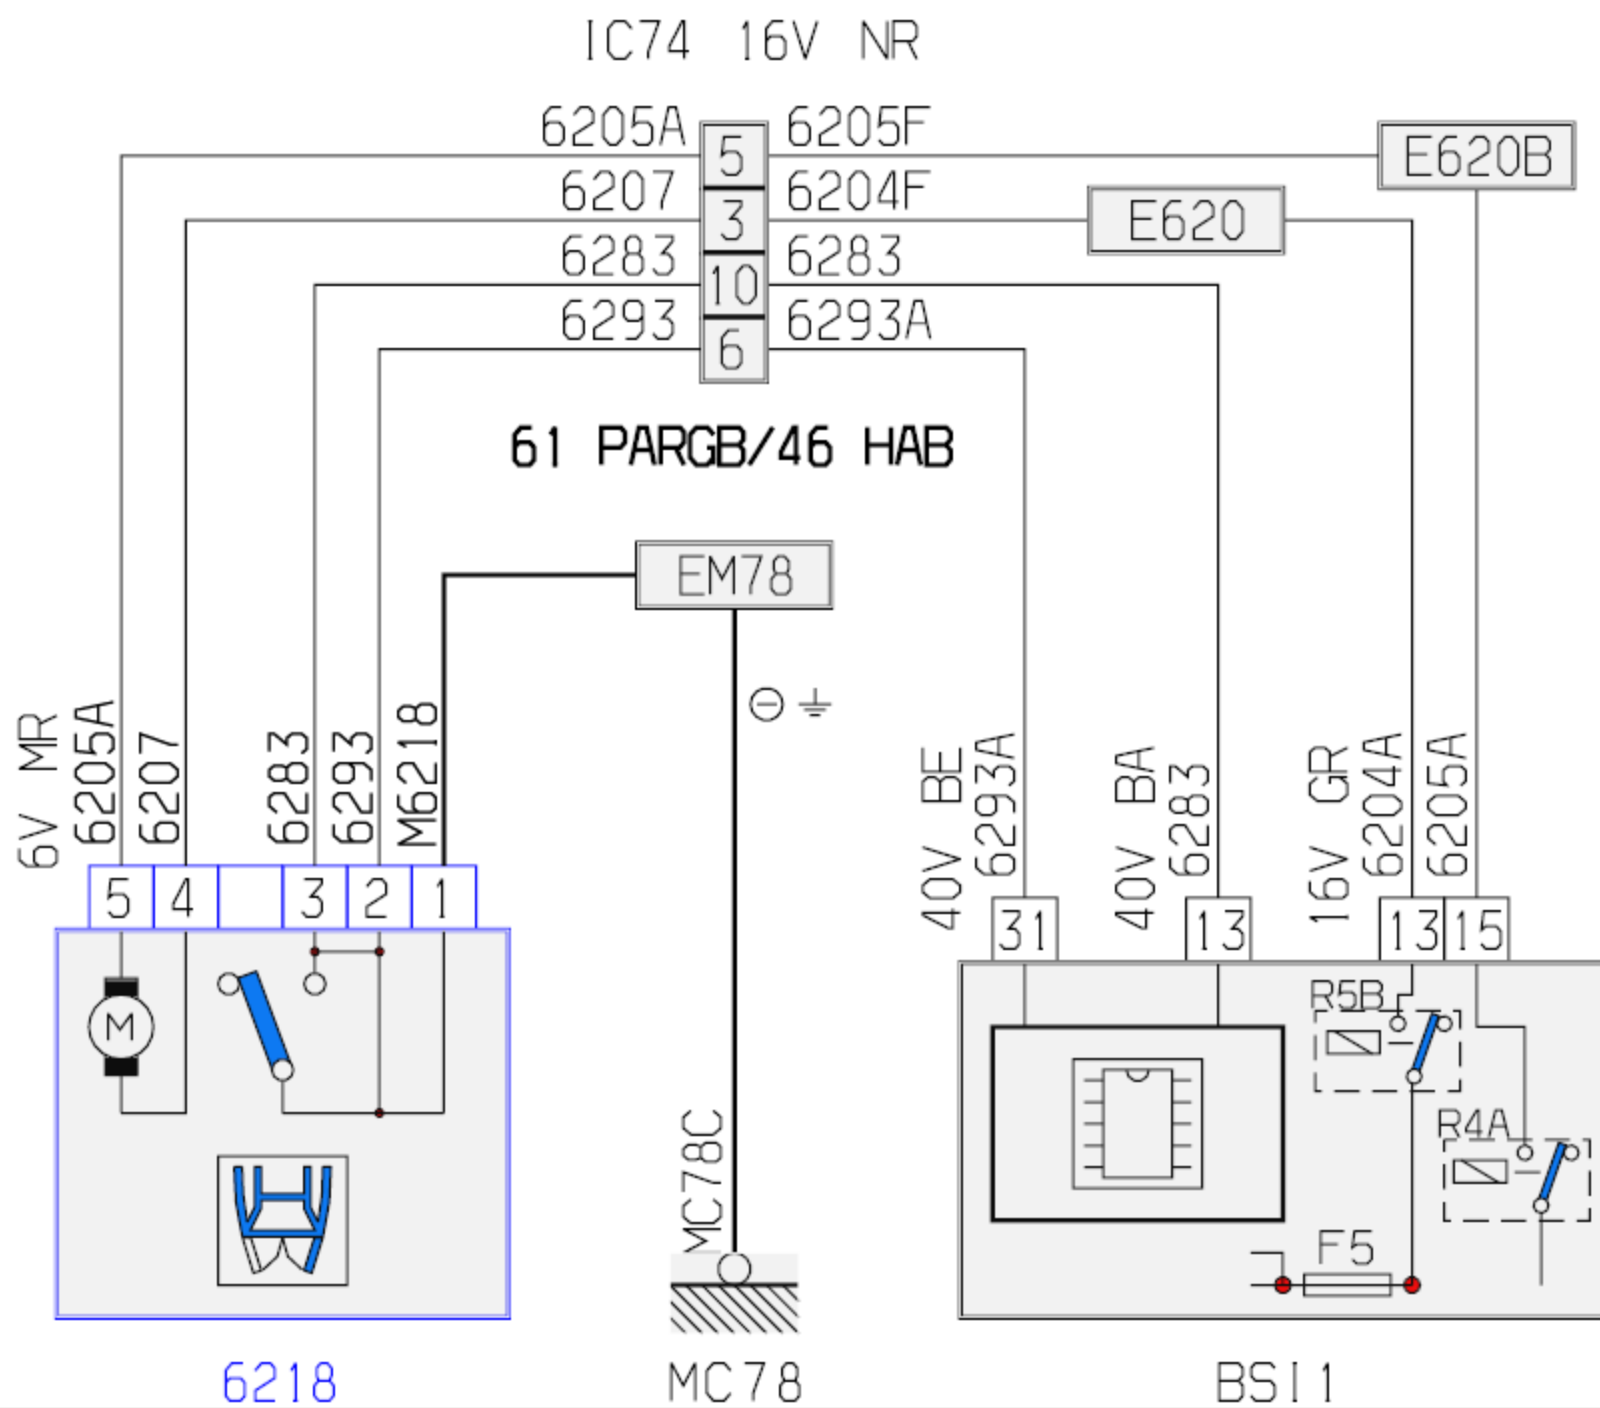 IC74 16V NR
6205A 5 6205F
E620B
6207 3 6204F
E620
6283 10 6283
6293 6 6293A
61 PARGB/46 HAB
EM78
6V MR
6205A
6207
6283
6293
M6218
40V BE
6293A
40V BA
6283
16V GR
6204A
6205A
5 4 3 2 1
31 13 13 15
M
R5B
R4A
MC78C
F5
6218
MC78
BSI1